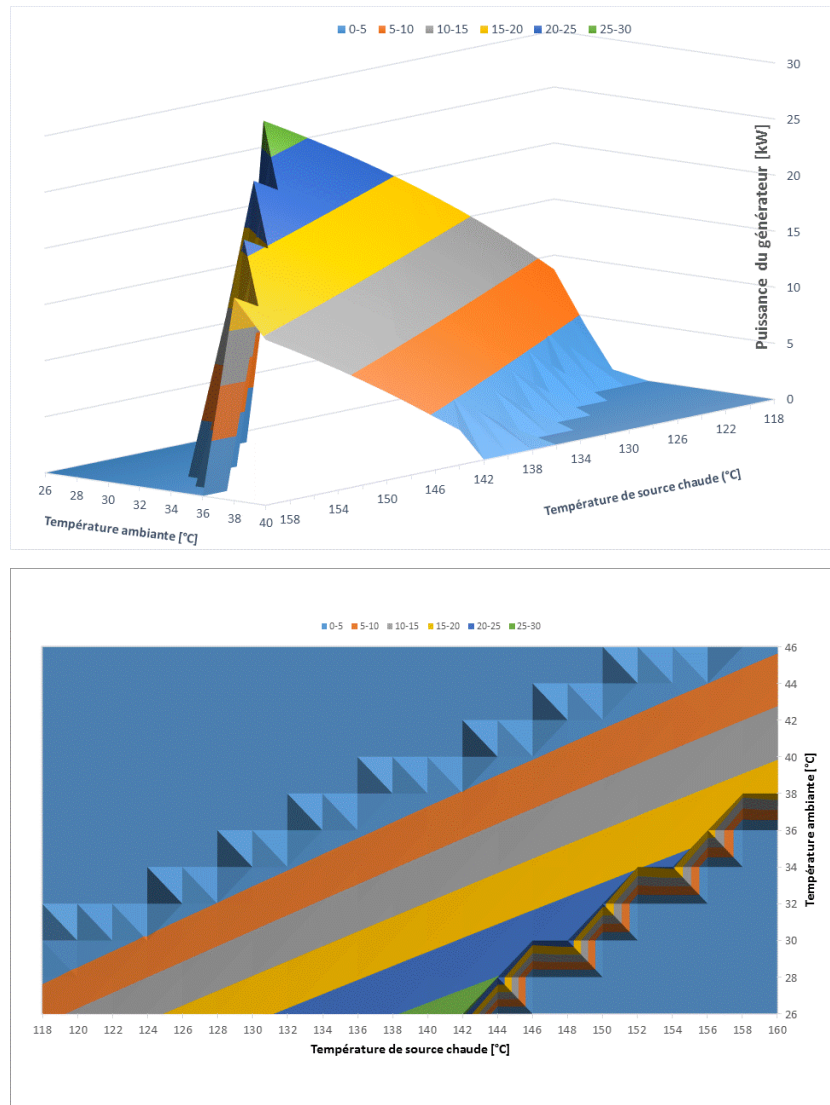 0-5 5-10 10-15 15-20 20-25 25-30
30
25
20
15
10
5
0
Puissance du générateur [kW]
26 28 30 32 34 36 38 40
Température ambiante [°C]
158 154 150 146 142 138 134 130 126 122 118
Température de source chaude (°C]
0-5 5-10 10-15 15-20 20-25 25-30
46
44
42
40
38
36
34
32
30
28
26
Température ambiante [°C]
118 120 122 124 126 128 130 132 134 136 138 140 142 144 146 148 150 152 154 156 158 160
Température de source chaude [°C]